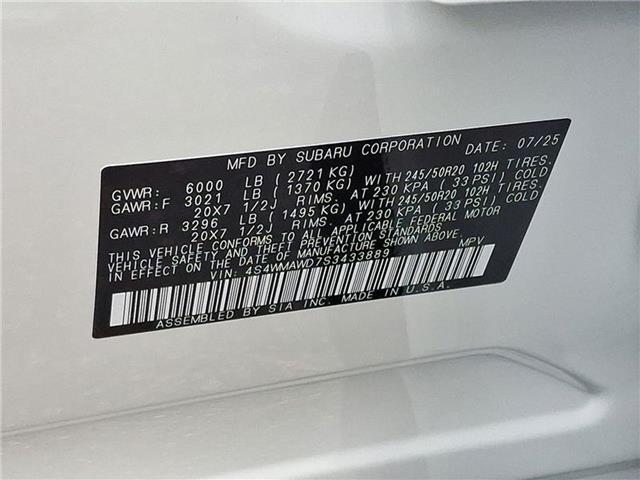 MFD BY SUBARU CORPORATION DATE: 07/25
GVWR: 6000 LB (2721 KG)
GAWR:F 3021 LB (1370 KG) WITH 245/50R20 102H TIRES.
20X7 1/2J RIMS. AT 230 KPA (33 PSI) COLD
GAWR:R 3296 LB (1495 KG) WITH 245/50R20 102H TIRES.
20X7 1/2J RIMS. AT 230 KPA (33 PSI) COLD
THIS VEHICLE CONFORMS TO ALL APPLICABLE FEDERAL MOTOR
VEHICLE SAFETY AND THEFT PREVENTION STANDARDS IN EFFECT
ON THE DATE OF MANUFACTURE SHOWN ABOVE.
VIN: 4S4WMAWD7S3433889 MPV
ASSEMBLED BY SIA INC. MADE IN U.S.A.